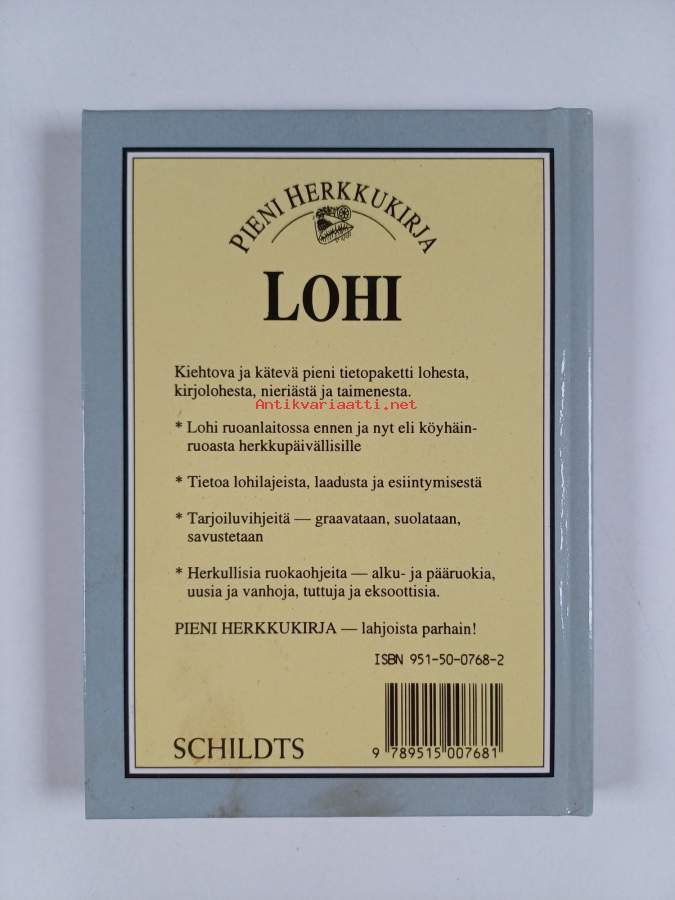 PIENI HERKKUKIRJA
LOHI
Kiehtova ja kätevä pieni tietopaketti lohesta,
kirjolohesta, nieriästä ja taimenesta.
Antikvariaatti.net
* Lohi ruoanlaitossa ennen ja nyt eli köyhäin-
ruoasta herkkupäivällisille
* Tietoa lohilajeista, laadusta ja esiintymisestä
* Tarjoiluvihjeitä — graavataan, suolataan,
savustetaan
* Herkullisia ruokaohjeita — alku- ja pääruokia,
uusia ja vanhoja, tuttuja ja eksoottisia.
PIENI HERKKUKIRJA — lahjoista parhain!
ISBN 951-50-0768-2
SCHILDTS
9 789515 007681